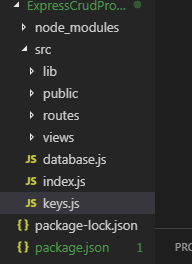 ExpressCrudPro...
node_modules
src
lib
public
routes
views
JS database.js
JS index.js
JS keys.js
{ } package-lock.json
{ } package.json 1
PRO